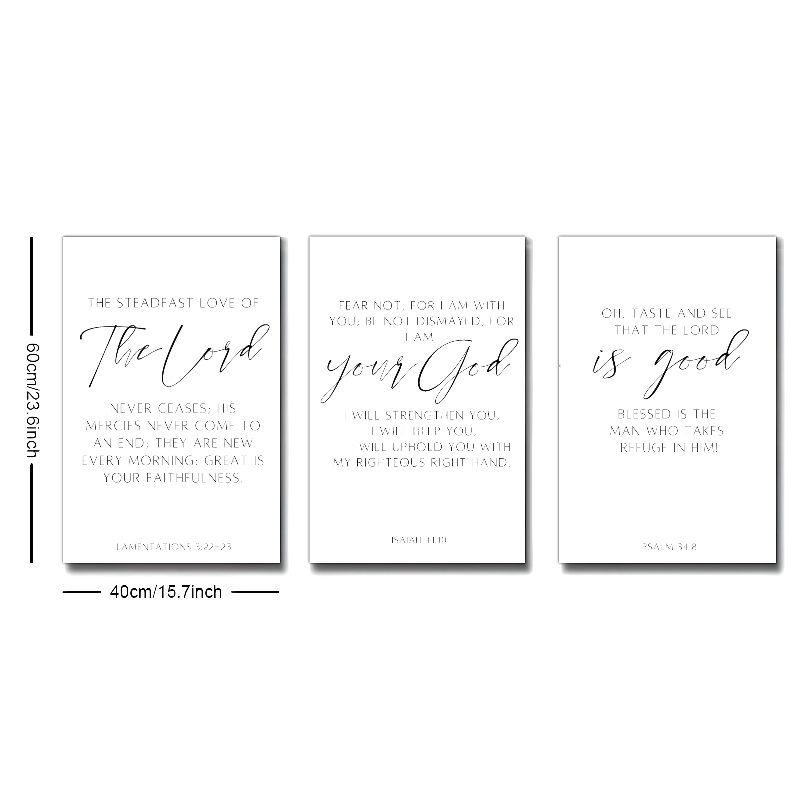 60cm/23.6inch
THE STEADFAST LOVE OF
The Lord
NEVER CEASES; HIS
MERCIES NEVER COME TO
AN END; THEY ARE NEW
EVERY MORNING; GREAT IS
YOUR FAITHFULNESS.
LAMENTATIONS 3:22-23
FEAR NOT, FOR I AM WITH
YOU; BE NOT DISMAYED, FOR
I AM
your God
I WILL STRENGTHEN YOU,
I WILL HELP YOU,
WILL UPHOLD YOU WITH
MY RIGHTEOUS RIGHT HAND.
ISAIAH
OH, TASTE AND SEE
THAT THE LORD
is good
BLESSED IS THE
MAN WHO TAKES
REFUGE IN HIM!
PSALM 34:8
40cm/15.7inch